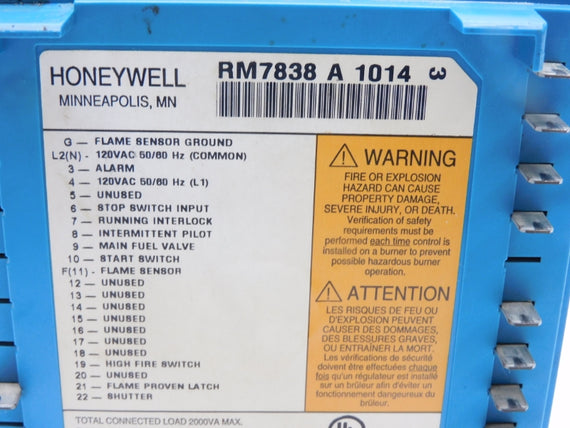 HONEYWELL
MINNEAPOLIS, MN
RM7838 A 1014 3
G — FLAME SENSOR GROUND
L2(N) - 120VAC 50/60 Hz (COMMON)
3 — ALARM
4 — 120VAC 50/60 Hz (L1)
5 — UNUSED
6 — STOP SWITCH INPUT
7 — RUNNING INTERLOCK
8 — INTERMITTENT PILOT
9 — MAIN FUEL VALVE
10 — START SWITCH
F(11) - FLAME SENSOR
12 — UNUSED
13 — UNUSED
14 — UNUSED
15 — UNUSED
16 — UNUSED
17 — UNUSED
18 — UNUSED
19 — HIGH FIRE SWITCH
20 — UNUSED
21 — FLAME PROVEN LATCH
22 — SHUTTER
TOTAL CONNECTED LOAD 2000VA MAX.
WARNING
FIRE OR EXPLOSION
HAZARD CAN CAUSE
PROPERTY DAMAGE,
SEVERE INJURY, OR DEATH.
Verification of safety
requirements must be
performed each time control is
installed on a burner to prevent
possible hazardous burner
operation.
ATTENTION
LES RISQUES DE FEU OU
D'EXPLOSION PEUVENT
CAUSER DES DOMMAGES,
DES BLESSURES GRAVES,
OU ENTRAÎNER LA MORT.
Les vérifications de sécurité
doivent être effectuées chaque
fois qu'un régulateur est installé
sur un brûleur afin d'éviter un
fonctionnement dangeureux du
brûleur.
UL